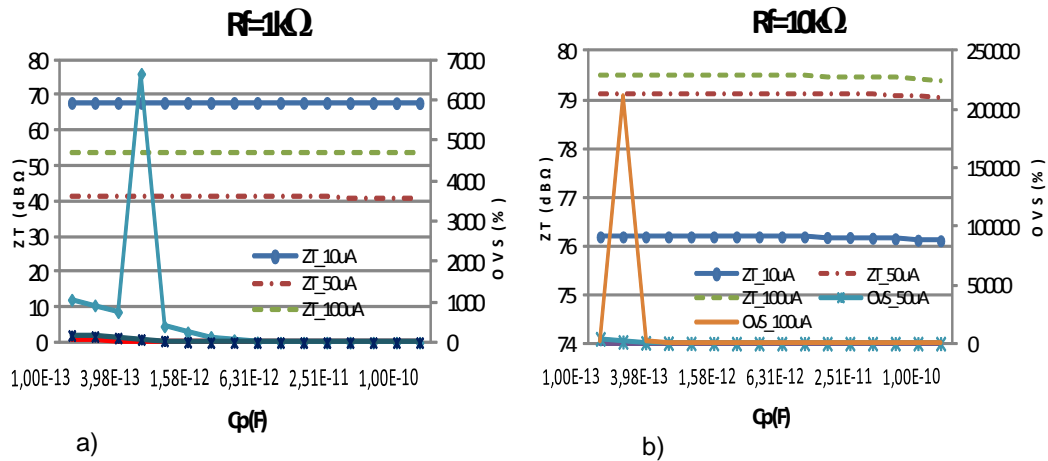 Rf=1kΩ
80
70
60
50
40
30
20
10
0
ZT (dBΩ)
7000
6000
5000
4000
3000
2000
1000
0
OVS (%)
ZT_10uA
ZT_50uA
ZT_100uA
1,00E-13 3,98E-13 1,58E-12 6,31E-12 2,51E-11 1,00E-10
Cp(F)
a)
Rf=10kΩ
80
79
78
77
76
75
74
ZT (dBΩ)
250000
200000
150000
100000
50000
0
OVS (%)
ZT_10uA ZT_50uA
ZT_100uA OVS_50uA
OVS_100uA
1,00E-13 3,98E-13 1,58E-12 6,31E-12 2,51E-11 1,00E-10
Cp(F)
b)